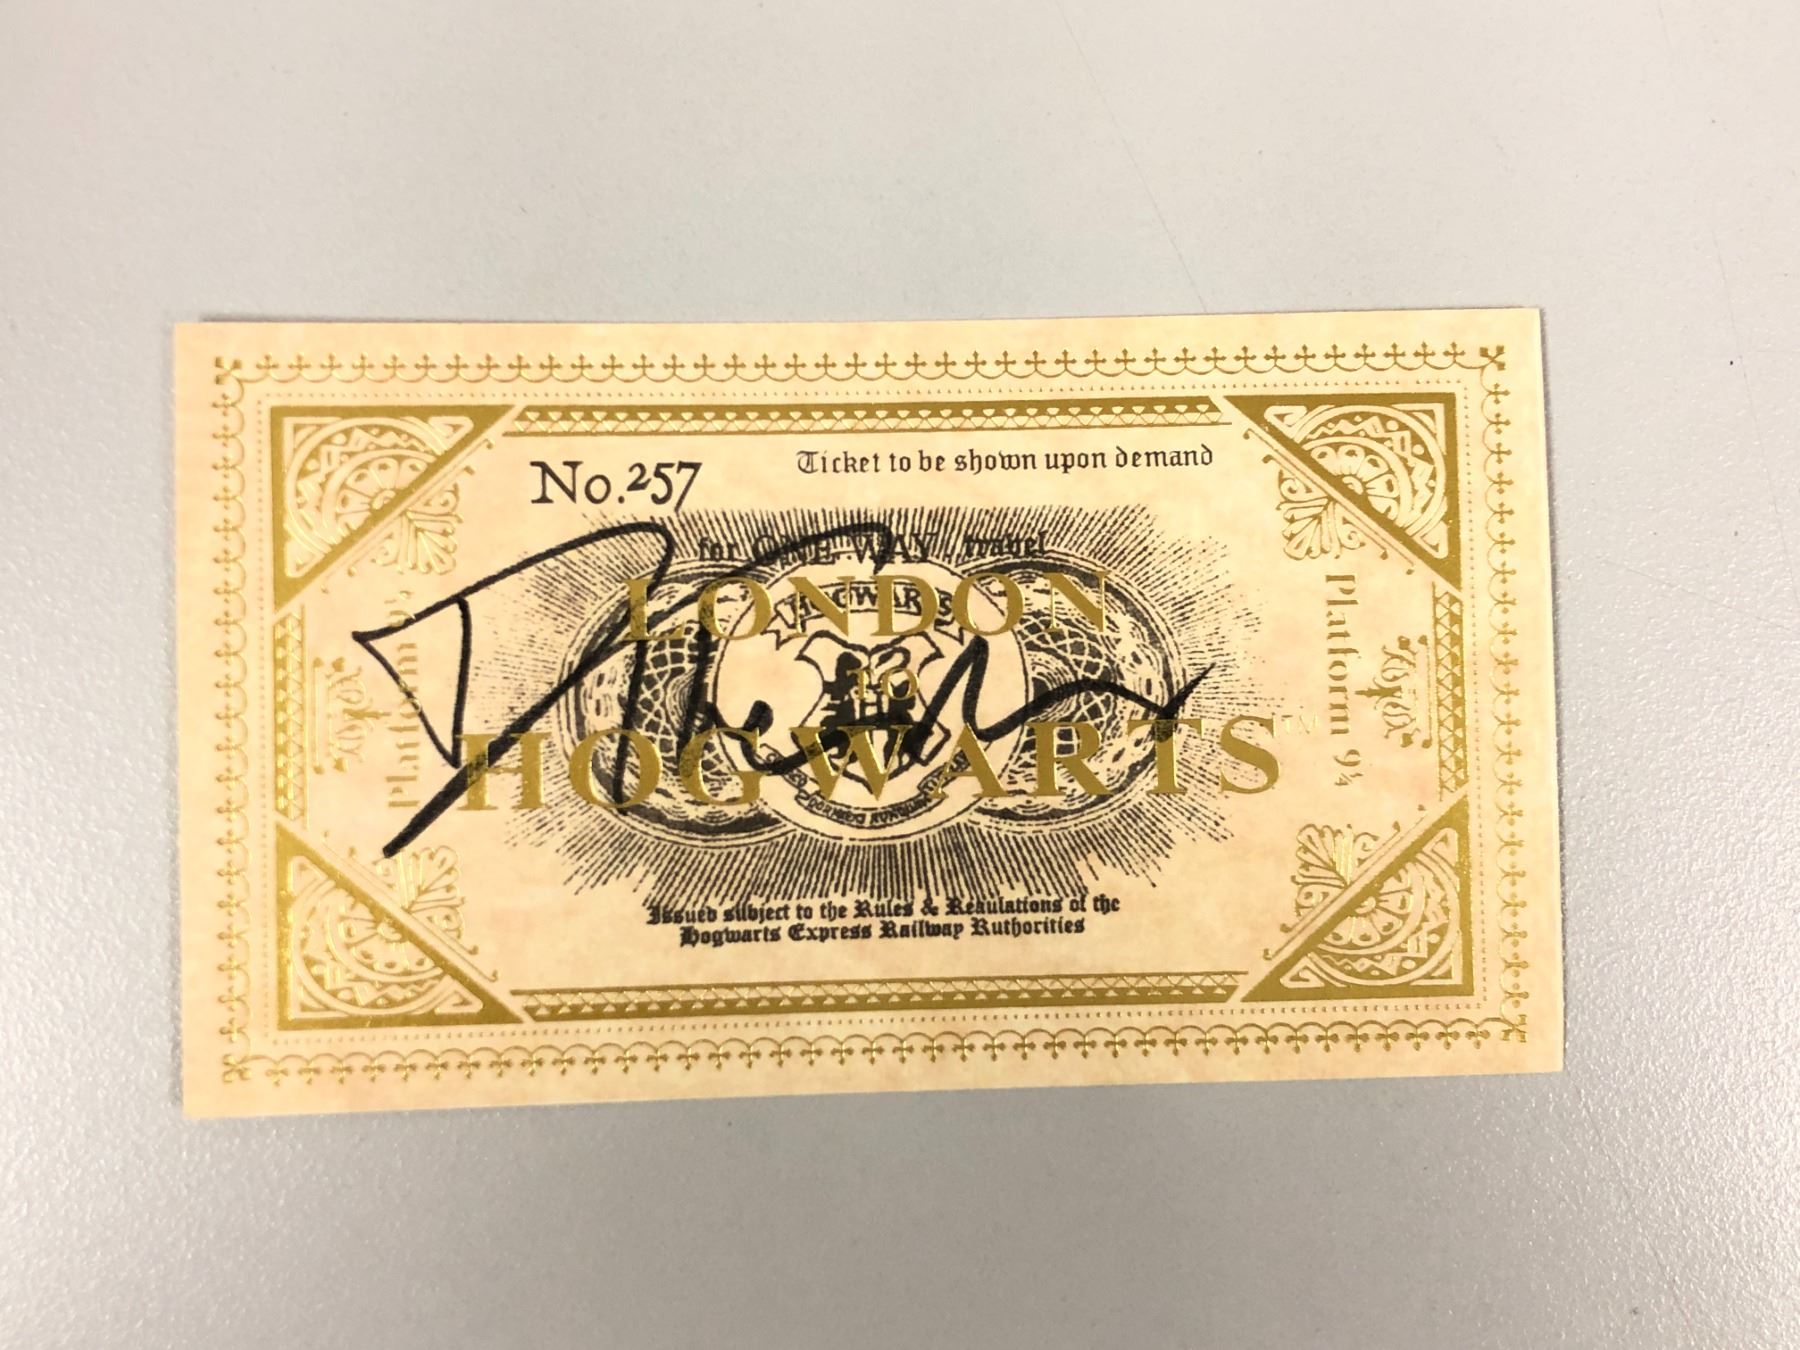 No.257
Ticket to be shown upon demand
for ONE WAY travel
LONDON
HOGWARTS
to
HOGWARTS™
Platform 9¾
Platform 9¾
Issued subject to the Rules & Regulations of the
Hogwarts Express Railway Authorities